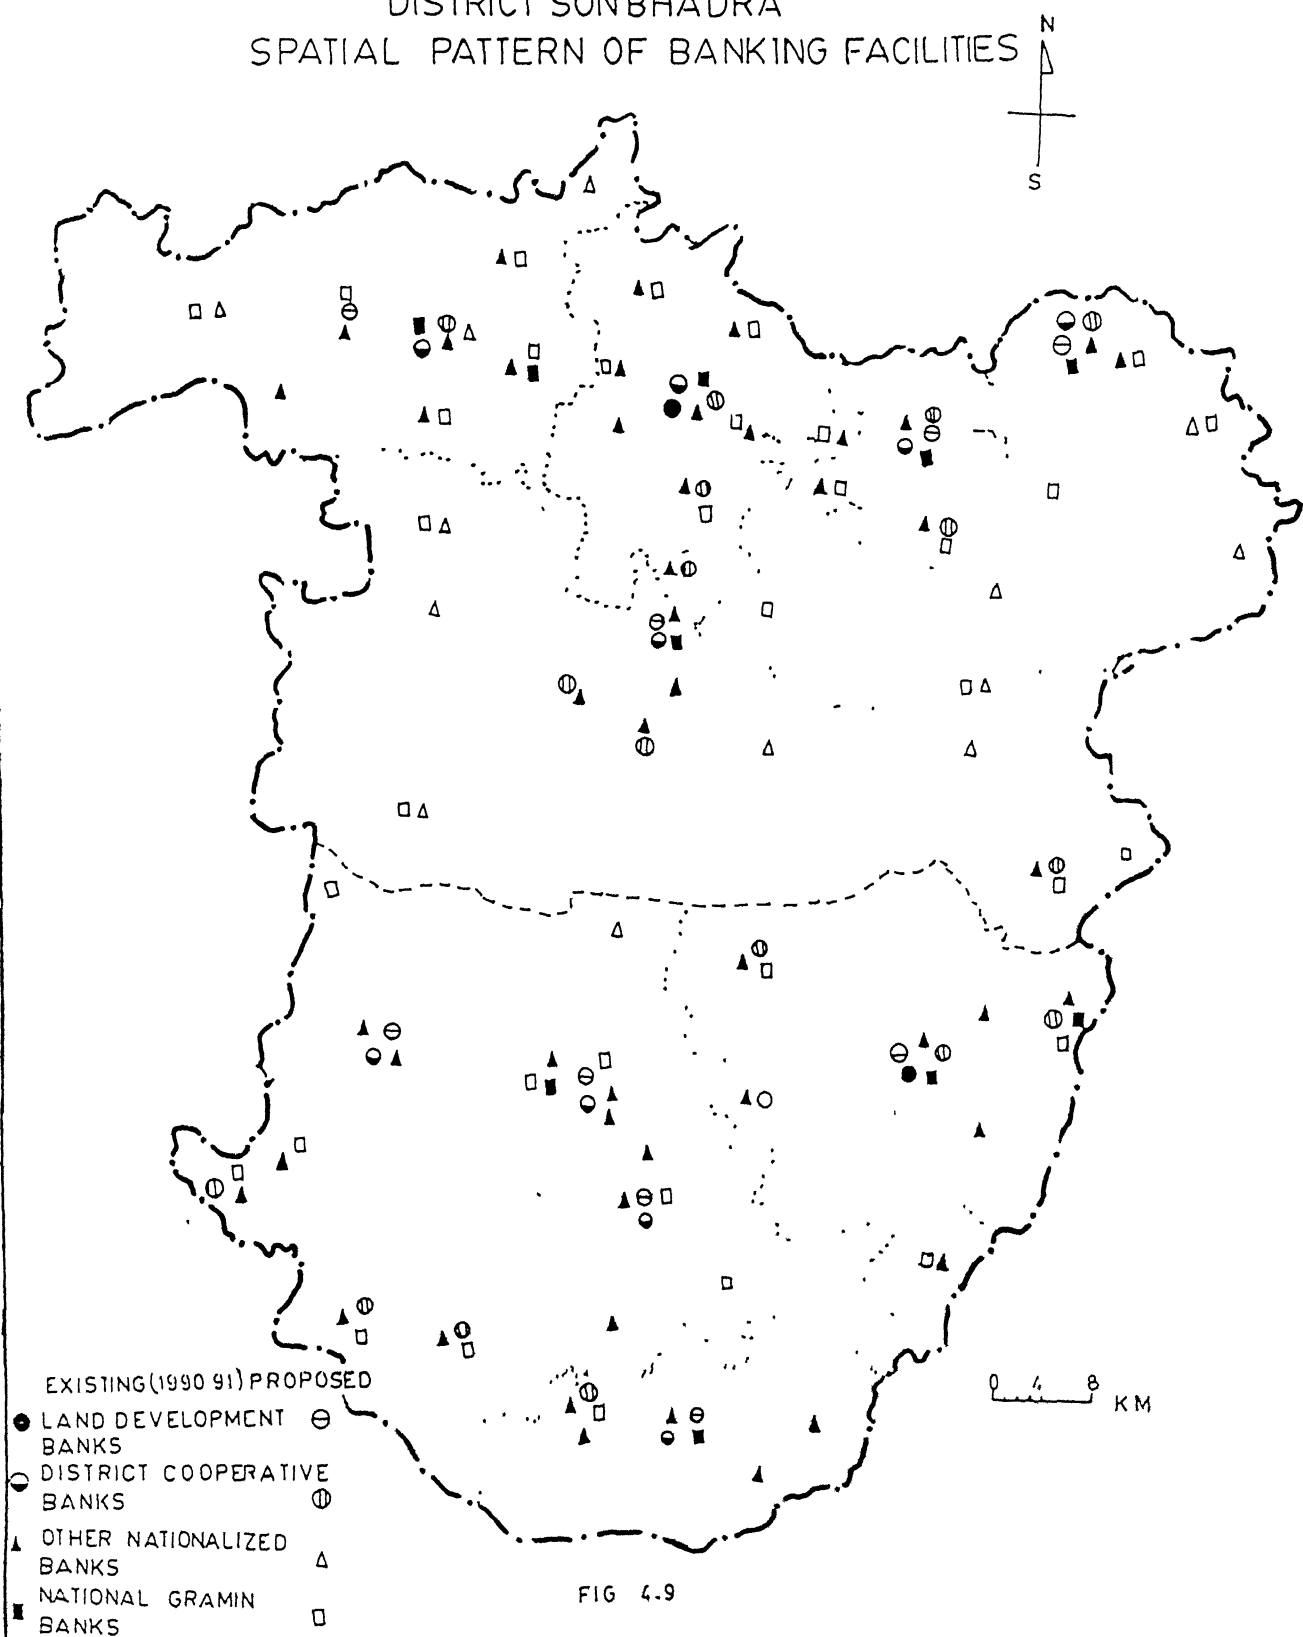 DISTRICT SONBHADRA
SPATIAL PATTERN OF BANKING FACILITIES
N
S
EXISTING(1990 91) PROPOSED
LAND DEVELOPMENT
BANKS
DISTRICT COOPERATIVE
BANKS
OTHER NATIONALIZED
BANKS
NATIONAL GRAMIN
BANKS
0 4 8
KM
FIG 4.9